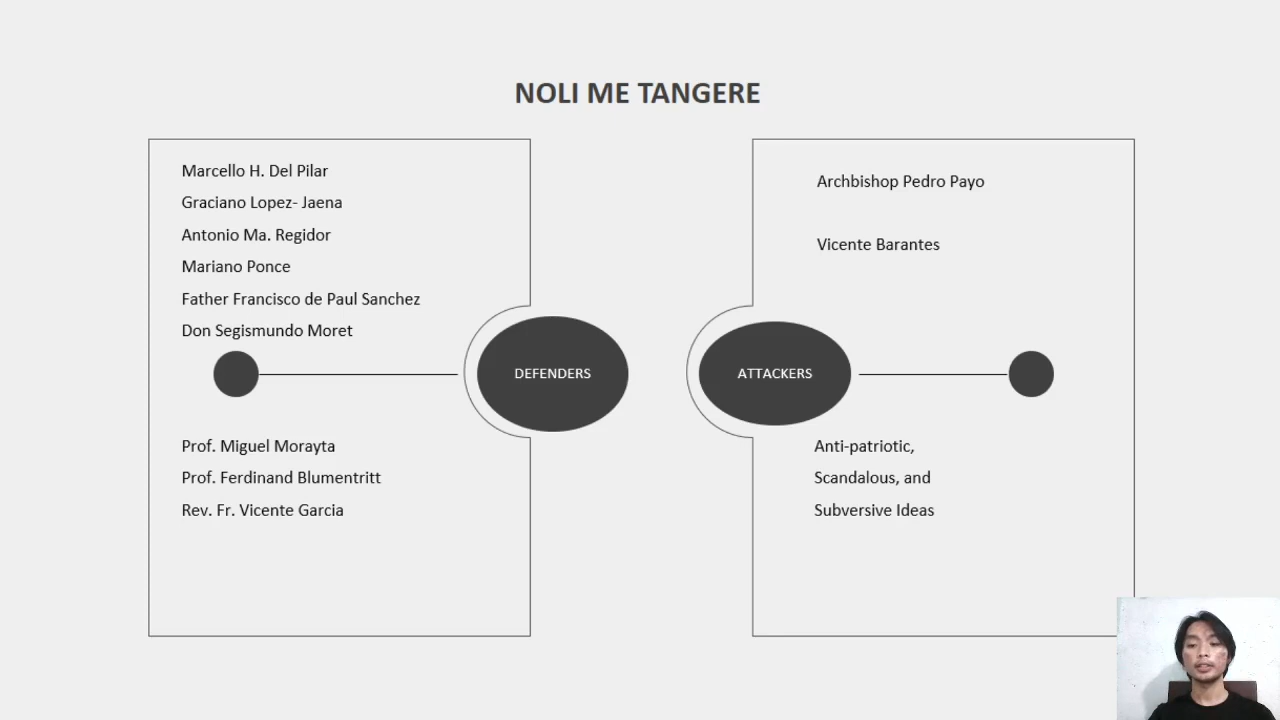 NOLI ME TANGERE
Marcello H. Del Pilar
Graciano Lopez- Jaena
Antonio Ma. Regidor
Mariano Ponce
Father Francisco de Paul Sanchez
Don Segismundo Moret
DEFENDERS
Prof. Miguel Morayta
Prof. Ferdinand Blumentritt
Rev. Fr. Vicente Garcia
Archbishop Pedro Payo
Vicente Barantes
ATTACKERS
Anti-patriotic,
Scandalous, and
Subversive Ideas